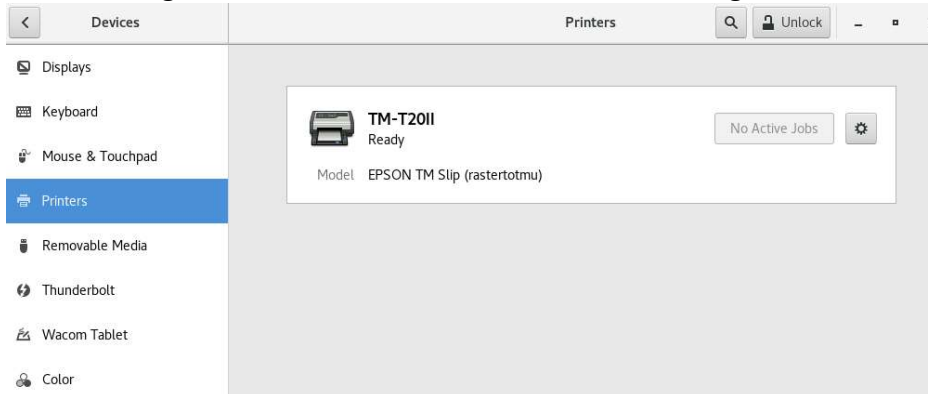 Devices
Printers
Unlock
Displays
Keyboard
Mouse & Touchpad
Printers
Removable Media
Thunderbolt
Wacom Tablet
Color
TM-T20II
Ready
No Active Jobs
Model EPSON TM Slip (rastertotmu)